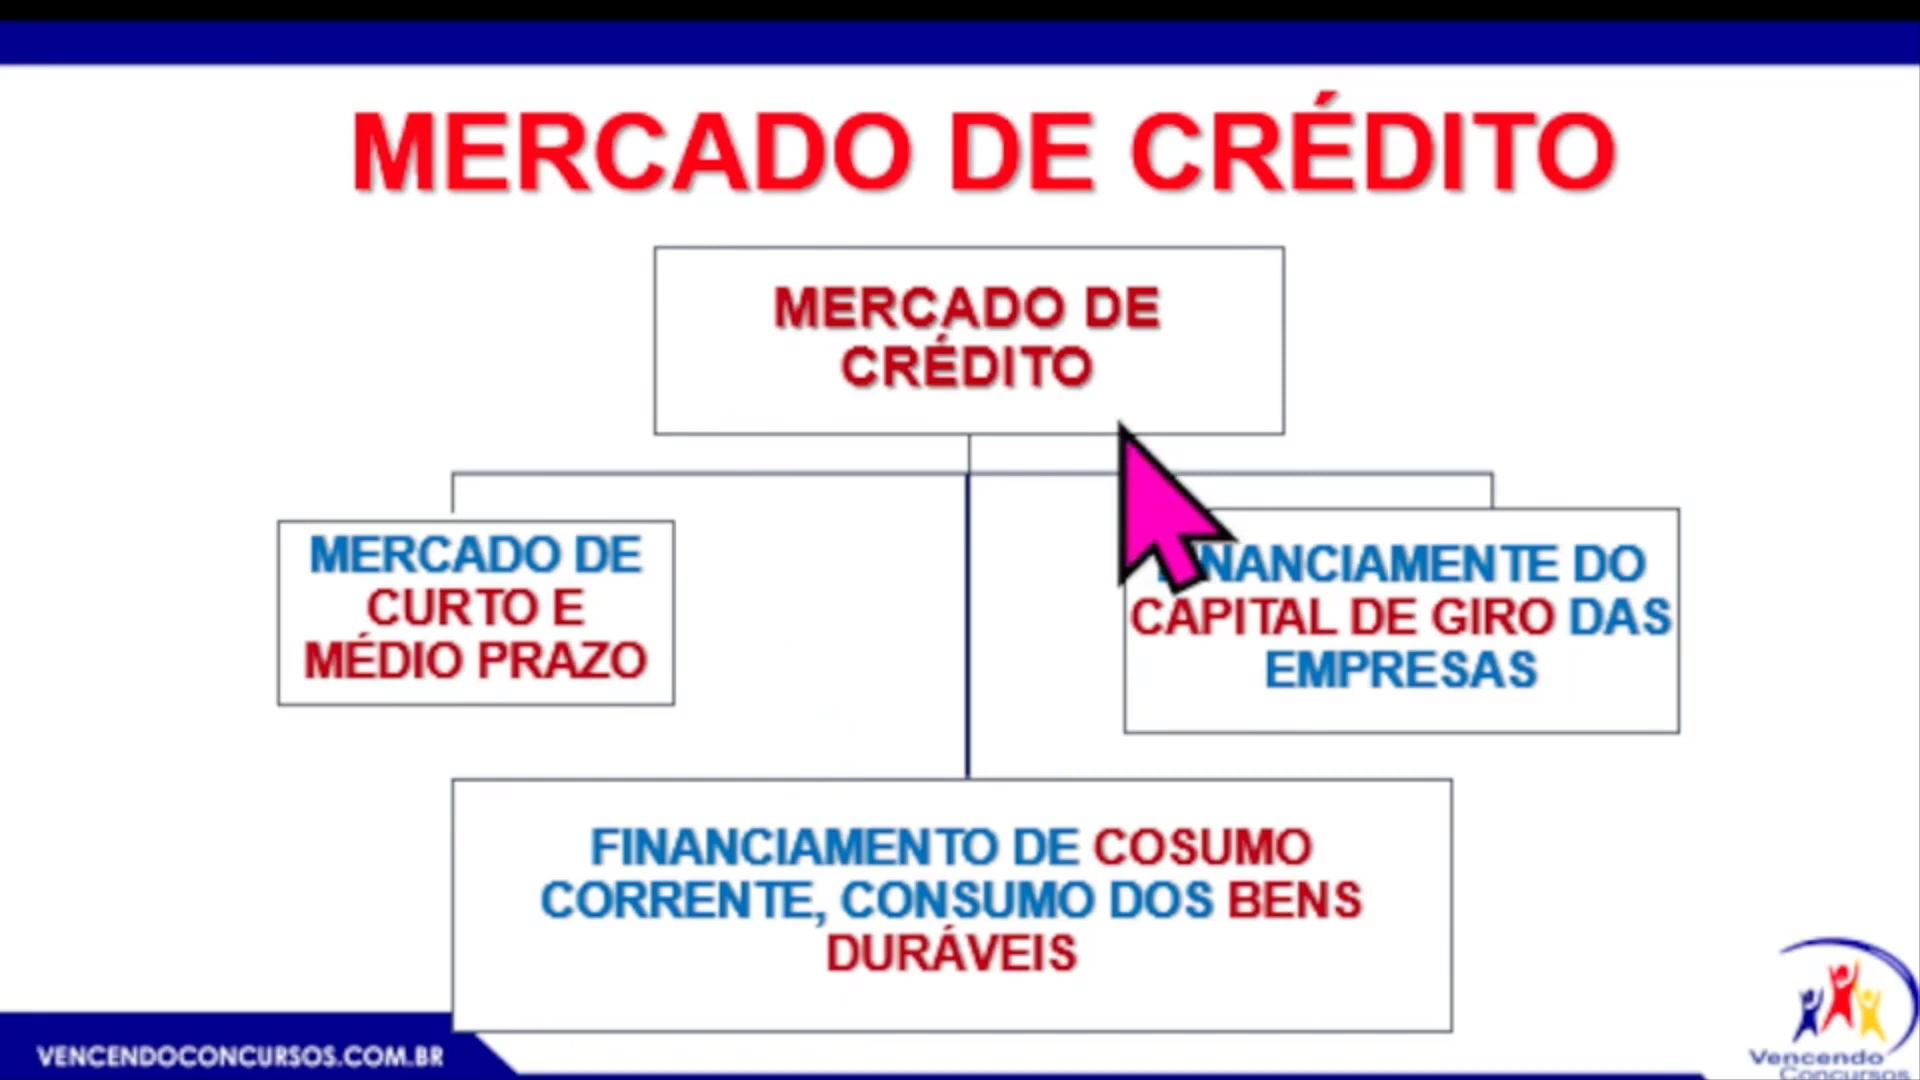 MERCADO DE CRÉDITO
MERCADO DE
CRÉDITO
MERCADO DE
CURTO E
MÉDIO PRAZO
DO
CAPITAL DE GIRO DAS
EMPRESAS
FINANCIAMENTO DE COSUMO
CORRENTE, CONSUMO DOS BENS
DURÁVEIS
VENCENDOCONCURSOS.COM.BR
Vencendo
Concursos